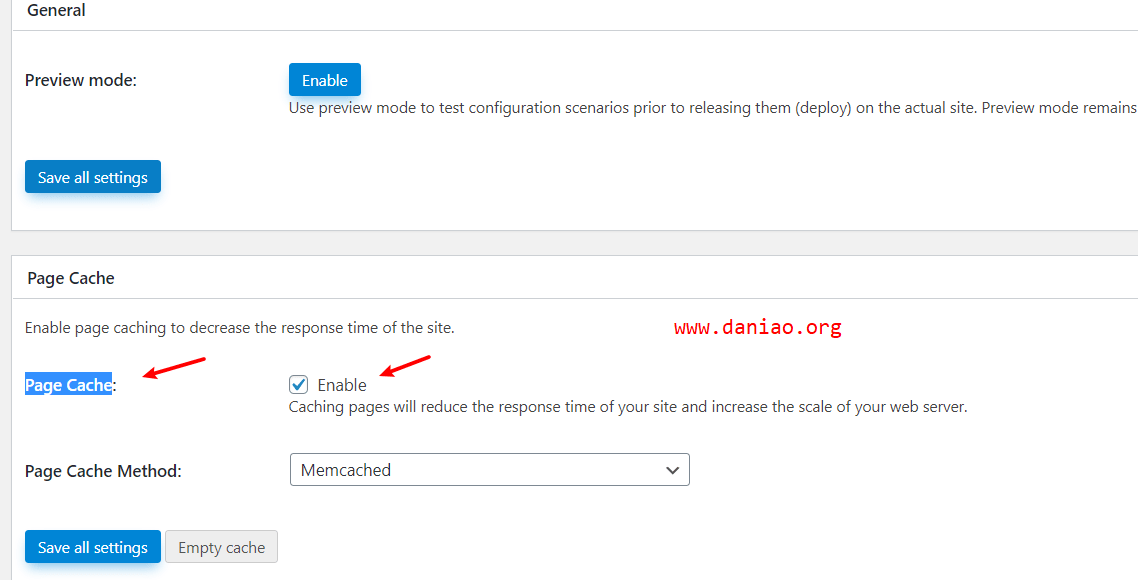 General
Preview mode:
Enable
Use preview mode to test configuration scenarios prior to releasing them (deploy) on the actual site. Preview mode remains
Save all settings
Page Cache
Enable page caching to decrease the response time of the site.
www.daniao.org
Page Cache:
Enable
Caching pages will reduce the response time of your site and increase the scale of your web server.
Page Cache Method:
Memcached
Save all settings
Empty cache